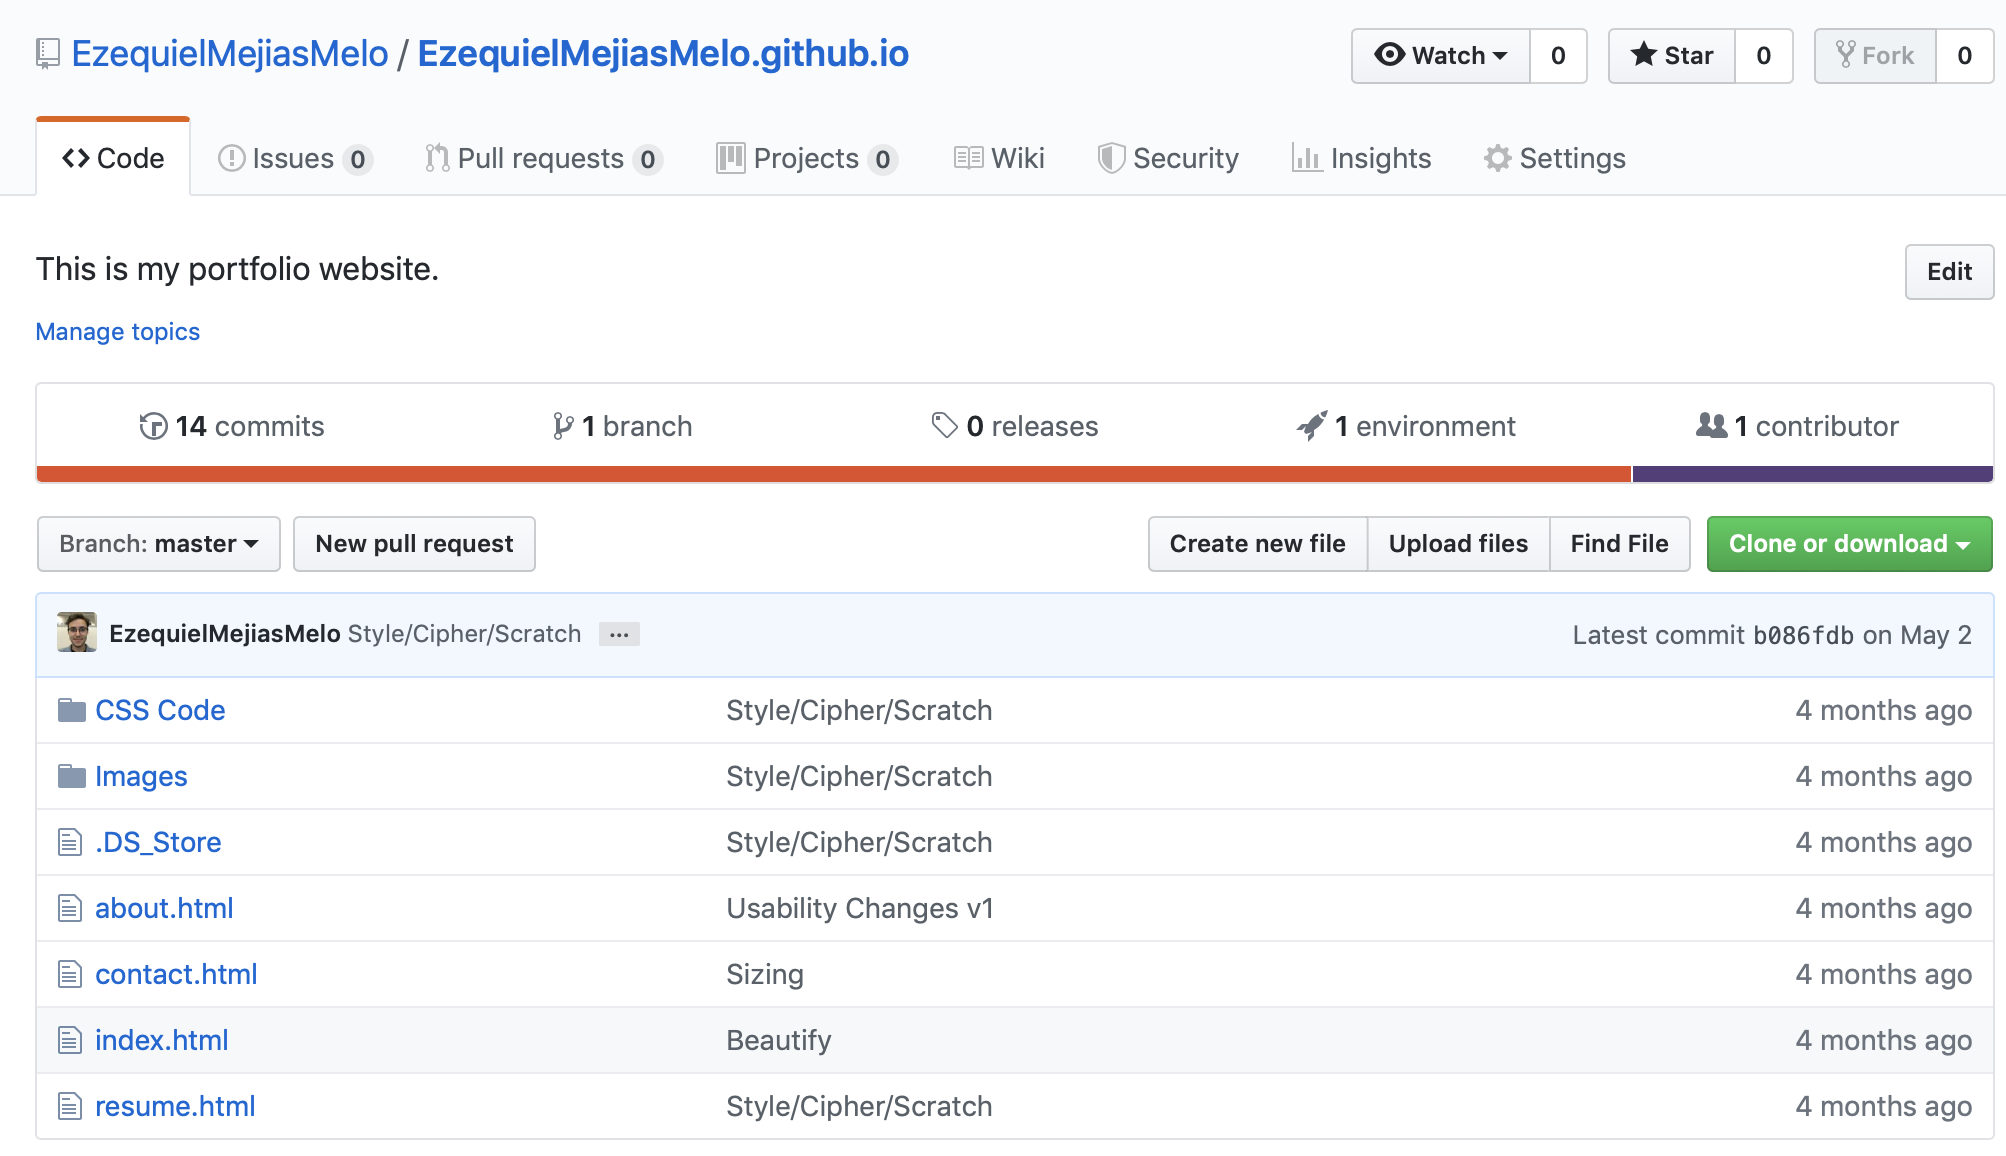 EzequielMejiasMelo / EzequielMejiasMelo.github.io
Watch 0 Star 0 Fork 0
Code Issues 0 Pull requests 0 Projects 0 Wiki Security Insights Settings
This is my portfolio website.
Edit
Manage topics
14 commits 1 branch 0 releases 1 environment 1 contributor
Branch: master New pull request Create new file Upload files Find File Clone or download
EzequielMejiasMelo Style/Cipher/Scratch ... Latest commit b086fdb on May 2
CSS Code Style/Cipher/Scratch 4 months ago
Images Style/Cipher/Scratch 4 months ago
.DS_Store Style/Cipher/Scratch 4 months ago
about.html Usability Changes v1 4 months ago
contact.html Sizing 4 months ago
index.html Beautify 4 months ago
resume.html Style/Cipher/Scratch 4 months ago